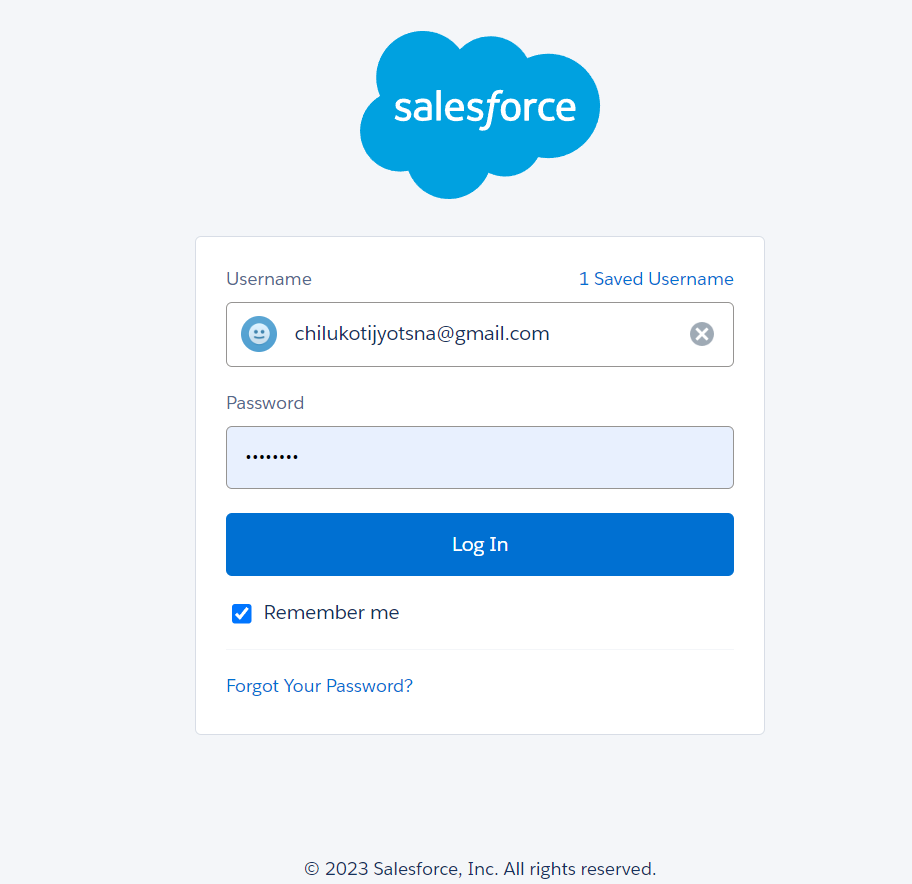 salesforce
Username
1 Saved Username
chilukotijyotsna@gmail.com
Password
••••••••
Log In
Remember me
Forgot Your Password?
© 2023 Salesforce, Inc. All rights reserved.